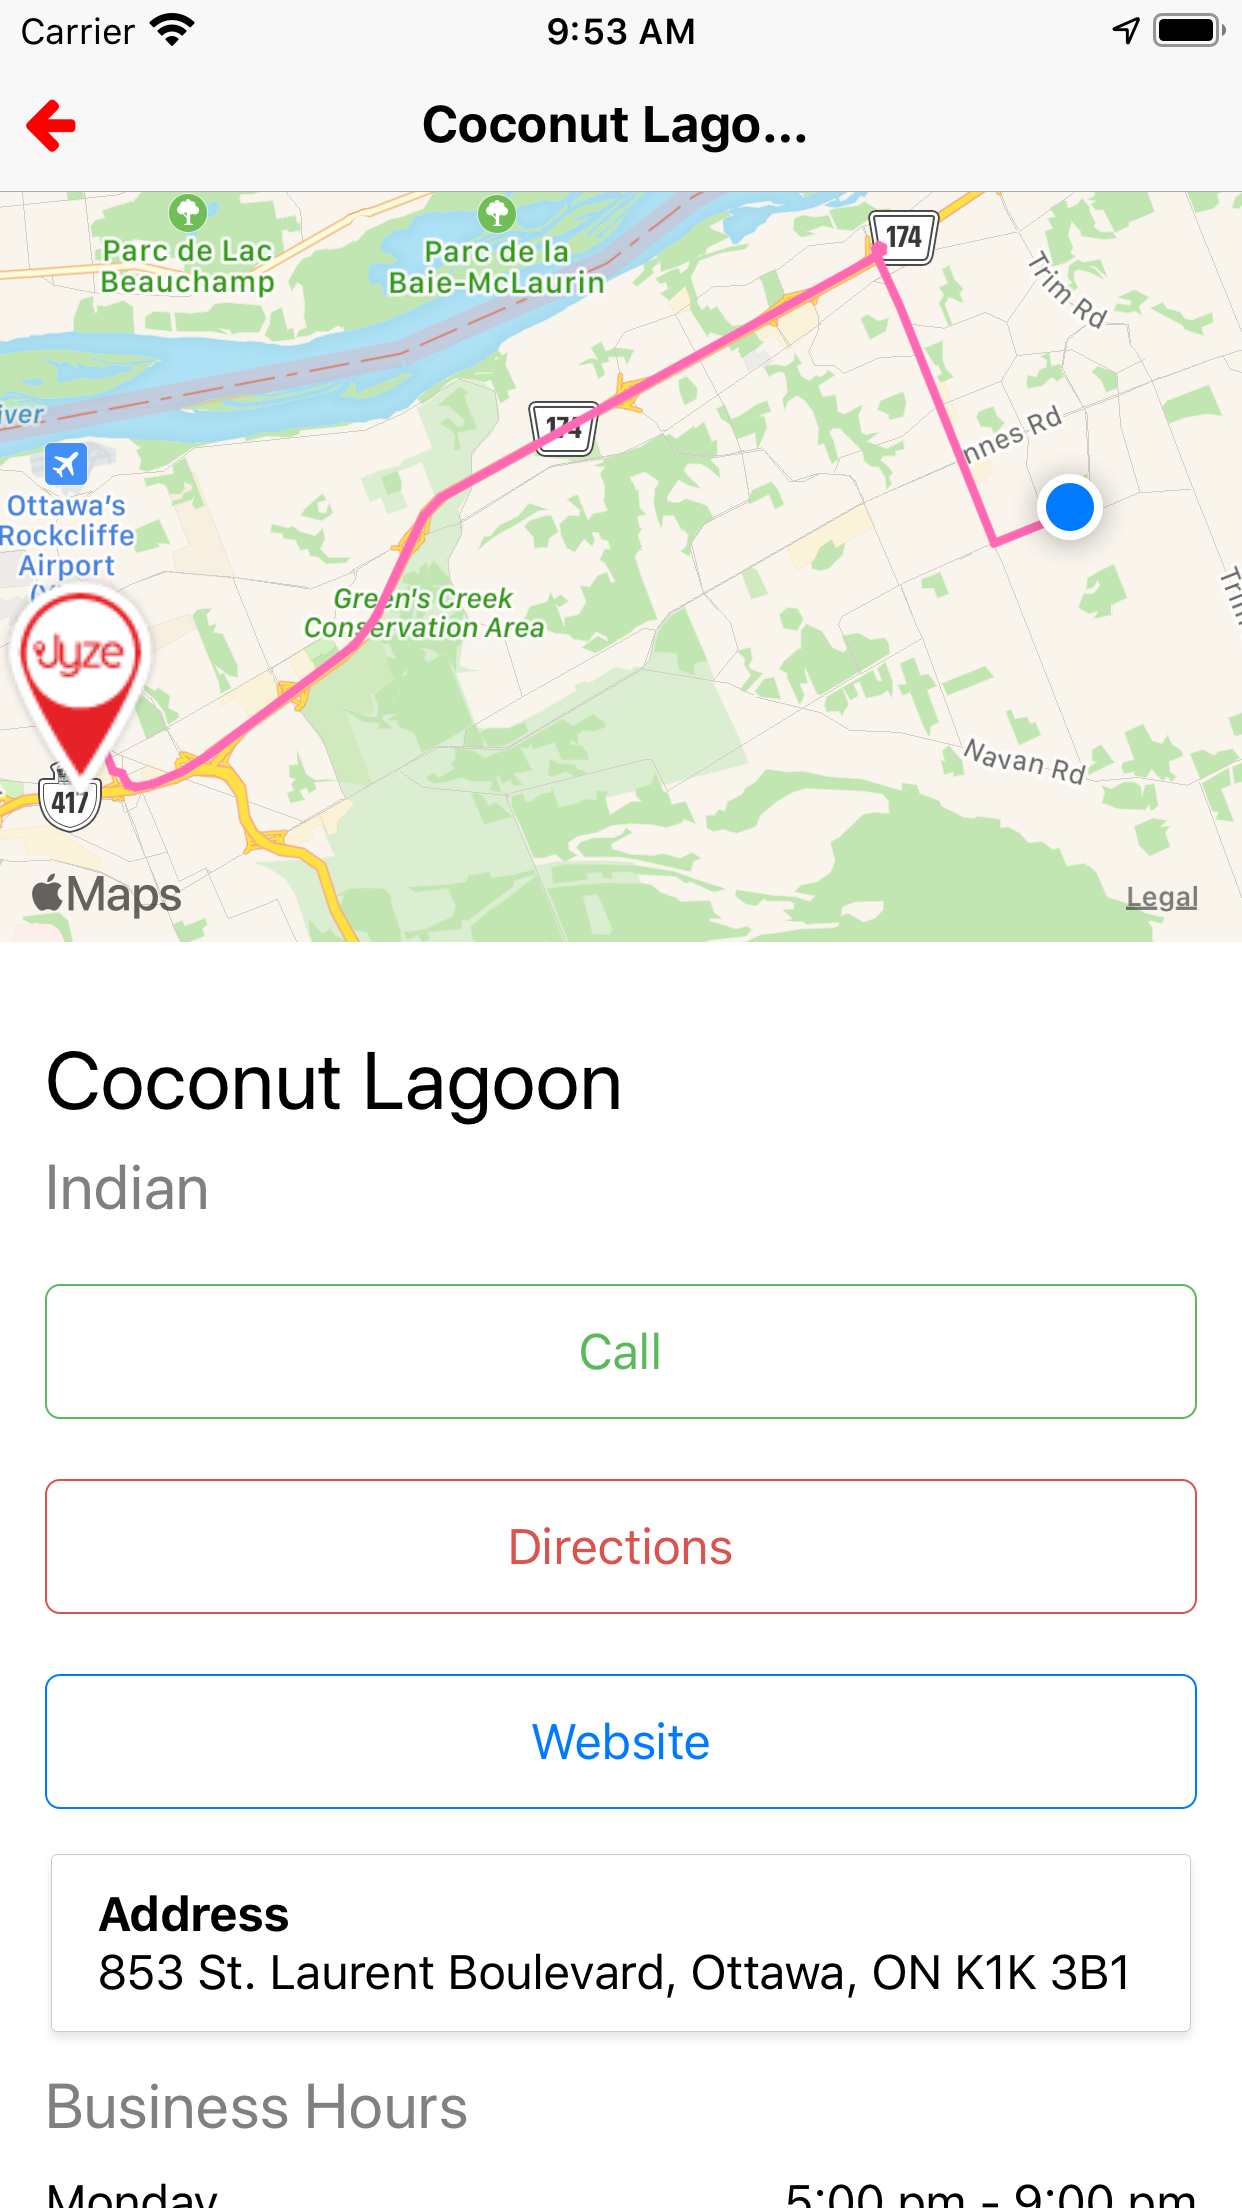 Carrier
9:53 AM
Coconut Lago...
Parc de Lac
Beauchamp
Parc de la
Baie-McLaurin
174
Trim Rd
iver
174
nnes Rd
Ottawa's
Rockcliffe
Airport
Green's Creek
Conservation Area
Jyze
Navan Rd
417
Maps
Legal
Coconut Lagoon
Indian
Call
Directions
Website
Address
853 St. Laurent Boulevard, Ottawa, ON K1K 3B1
Business Hours
Monday
5:00 pm - 9:00 pm